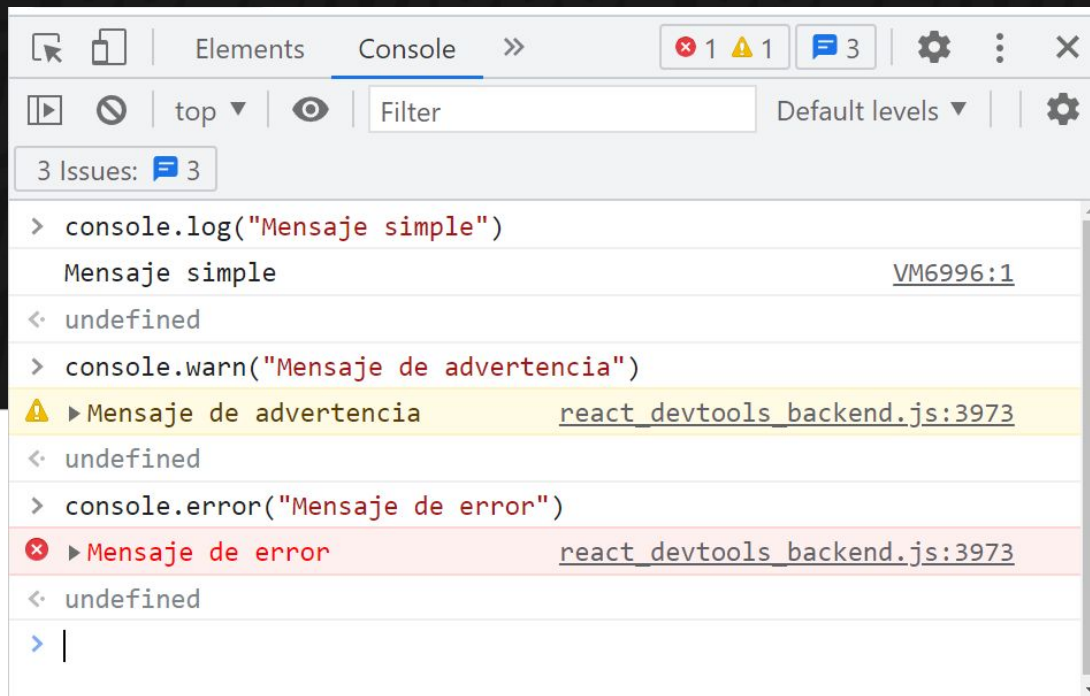 Elements Console 1 1 3
top Filter Default levels
3 Issues: 3
> console.log("Mensaje simple")
Mensaje simple VM6996:1
undefined
> console.warn("Mensaje de advertencia")
Mensaje de advertencia react_devtools_backend.js:3973
undefined
> console.error("Mensaje de error")
Mensaje de error react_devtools_backend.js:3973
undefined
>